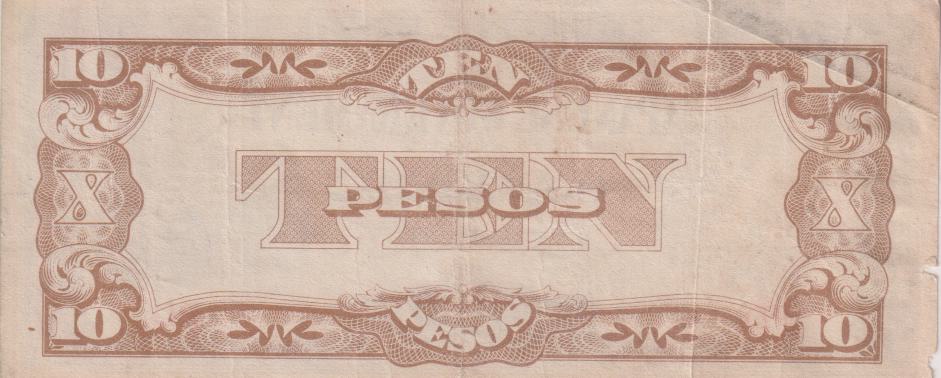 10 TEN 10
TEN
PESOS
X X
10 PESOS 10